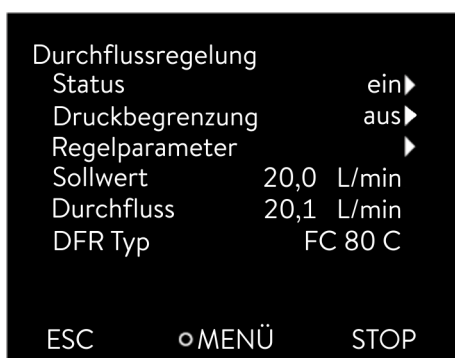 Durchflussregelung
Status ein
Druckbegrenzung aus
Regelparameter
Sollwert 20,0 L/min
Durchfluss 20,1 L/min
DFR Typ FC 80 C
ESC MENÜ STOP